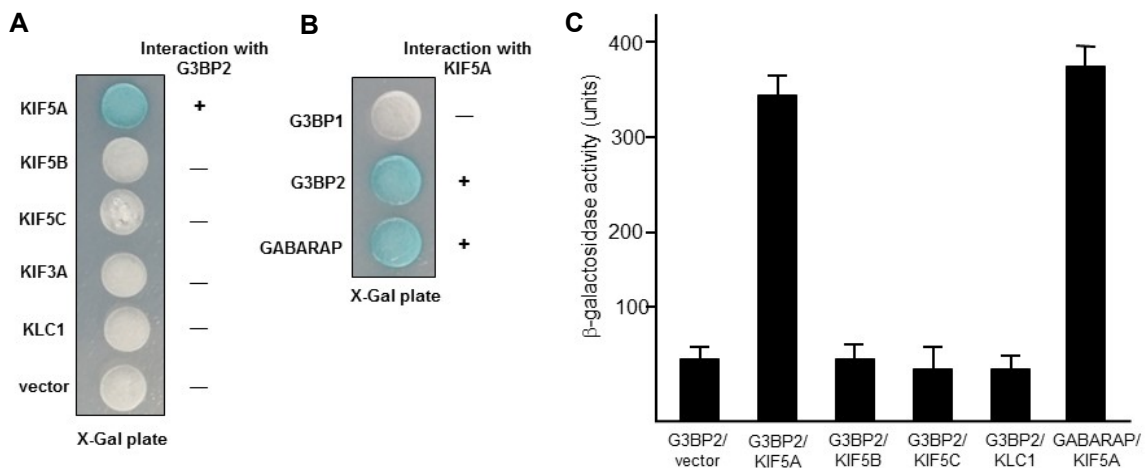 A
Interaction with
G3BP2
KIF5A
+
KIF5B
—
KIF5C
—
KIF3A
—
KLC1
—
vector
—
X-Gal plate
B
Interaction with
KIF5A
G3BP1
—
G3BP2
+
GABARAP
+
X-Gal plate
C
β-galactosidase activity (units)
400
300
200
100
G3BP2/
vector
G3BP2/
KIF5A
G3BP2/
KIF5B
G3BP2/
KIF5C
G3BP2/
KLC1
GABARAP/
KIF5A